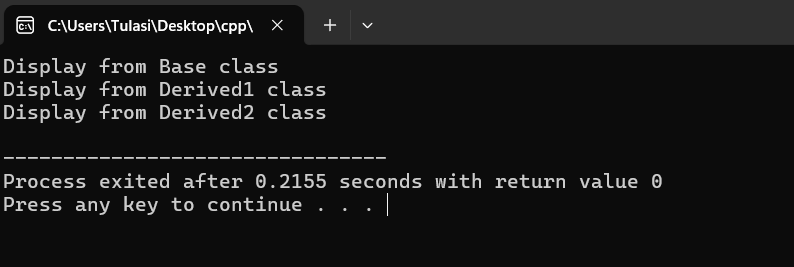 C:\Users\Tulasi\Desktop\cpp\
Display from Base class
Display from Derived1 class
Display from Derived2 class
--------------------------------
Process exited after 0.2155 seconds with return value 0
Press any key to continue . . .